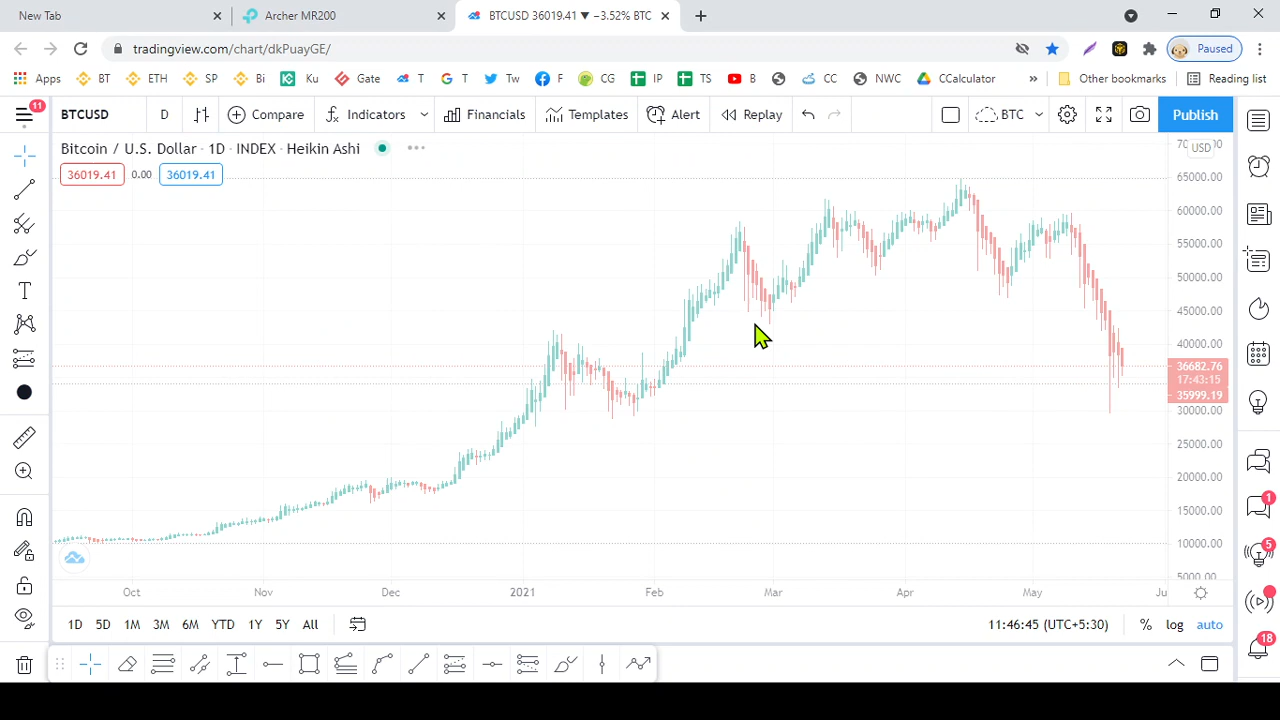 New Tab
Archer MR200
BTCUSD 36019.41 ▼ −3.52% BTC
tradingview.com/chart/dkPuayGE/
Paused
Apps BT ETH SP Bi Ku Gate T T Tw F CG IP TS B CC NWC CCalculator » Other bookmarks Reading list
11
BTCUSD D Compare Indicators Financials Templates Alert Replay BTC Publish
Bitcoin / U.S. Dollar · 1D · INDEX · Heikin Ashi
USD
36019.41 0.00 36019.41
65000.00
60000.00
55000.00
50000.00
45000.00
40000.00
36682.76
17:43:15
35999.19
30000.00
25000.00
20000.00
15000.00
10000.00
5000.00
Oct Nov Dec 2021 Feb Mar Apr May Ju
1D 5D 1M 3M 6M YTD 1Y 5Y All
11:46:45 (UTC+5:30) % log auto
1
5
18